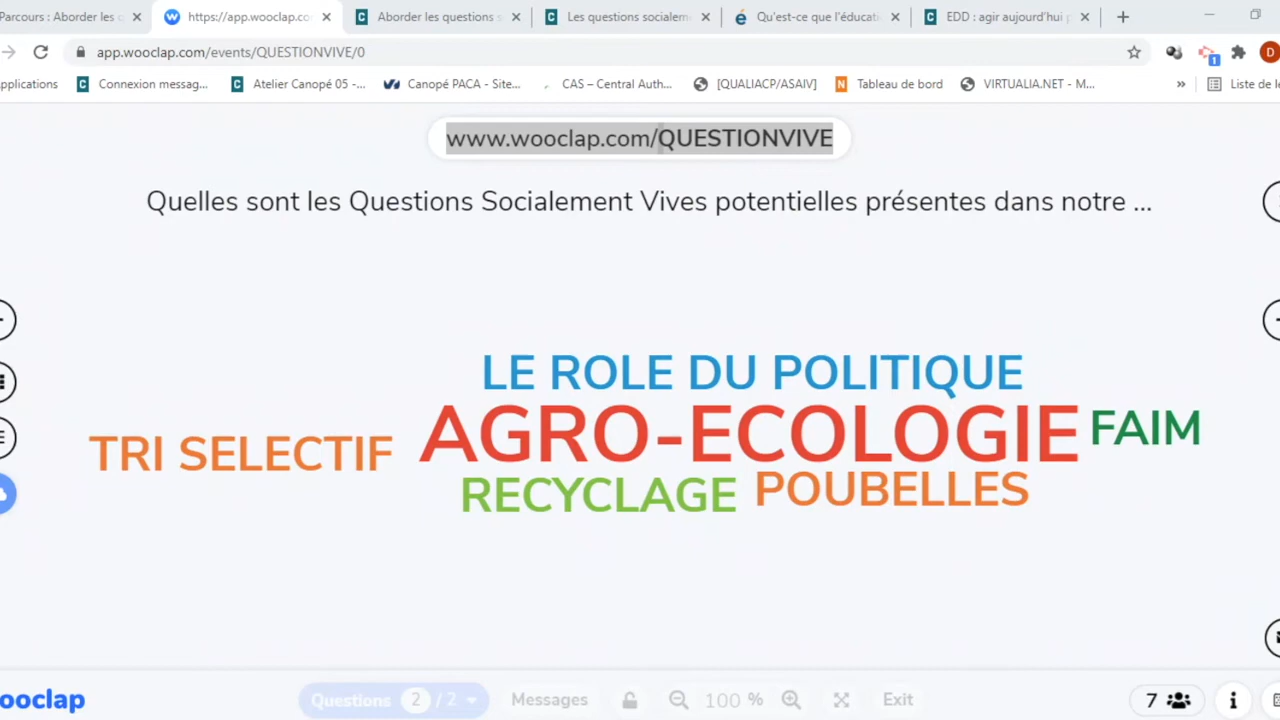 Parcours : Aborder les q
https://app.wooclap.co
Aborder les questions s
Les questions socialem
Qu'est-ce que l'éducati
EDD : agir aujourd'hui p
app.wooclap.com/events/QUESTIONVIVE/0
D
1
pplications
Connexion messag...
Atelier Canopé 05 -...
Canopé PACA - Site...
CAS – Central Auth...
[QUALIACP/ASAIV]
Tableau de bord
VIRTUALIA.NET - M...
»
Liste de le
www.wooclap.com/QUESTIONVIVE
Quelles sont les Questions Socialement Vives potentielles présentes dans notre ...
LE ROLE DU POLITIQUE
AGRO-ECOLOGIE
FAIM
TRI SELECTIF
RECYCLAGE
POUBELLES
ooclap
Questions 2 / 2
Messages
100 %
Exit
7